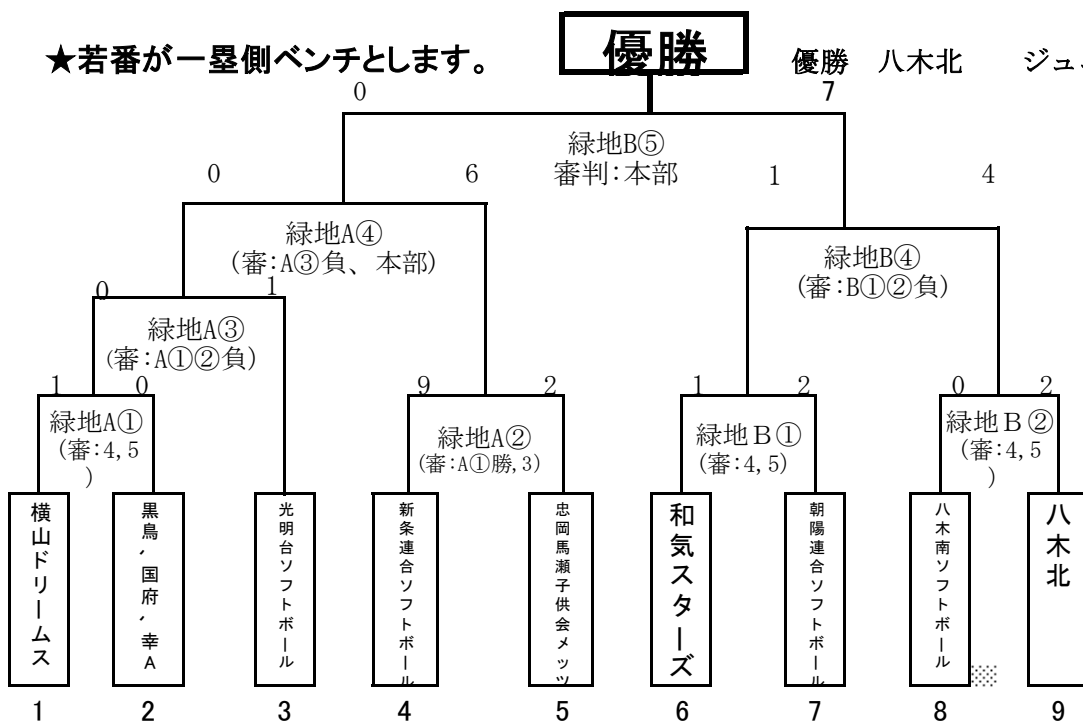 ★若番が一塁側ベンチとします。
優勝
優勝 八木北 ジュニ
0 7
緑地B⑤
審判:本部
0 6 1 4
緑地A④
(審:A③負、本部)
緑地B④
(審:B①②負)
0 1
緑地A③
(審:A①②負)
1 0 9 2 1 2 0 2
緑地A①
(審:4,5
)
緑地A②
(審:A①勝,3)
緑地B①
(審:4,5)
緑地B②
(審:4,5
)
横山ドリームス
黒鳥,国府,幸A
光明台ソフトボール
新条連合ソフトボール
忠岡馬瀬子供会メッツ
和気スターズ
朝陽連合ソフトボール
八木南ソフトボール
八木北
1 2 3 4 5 6 7 8 9